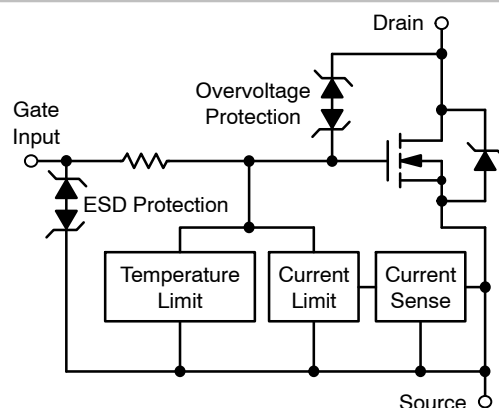 Drain
Overvoltage
Protection
Gate
Input
ESD Protection
Temperature
Limit
Current
Limit
Current
Sense
Source